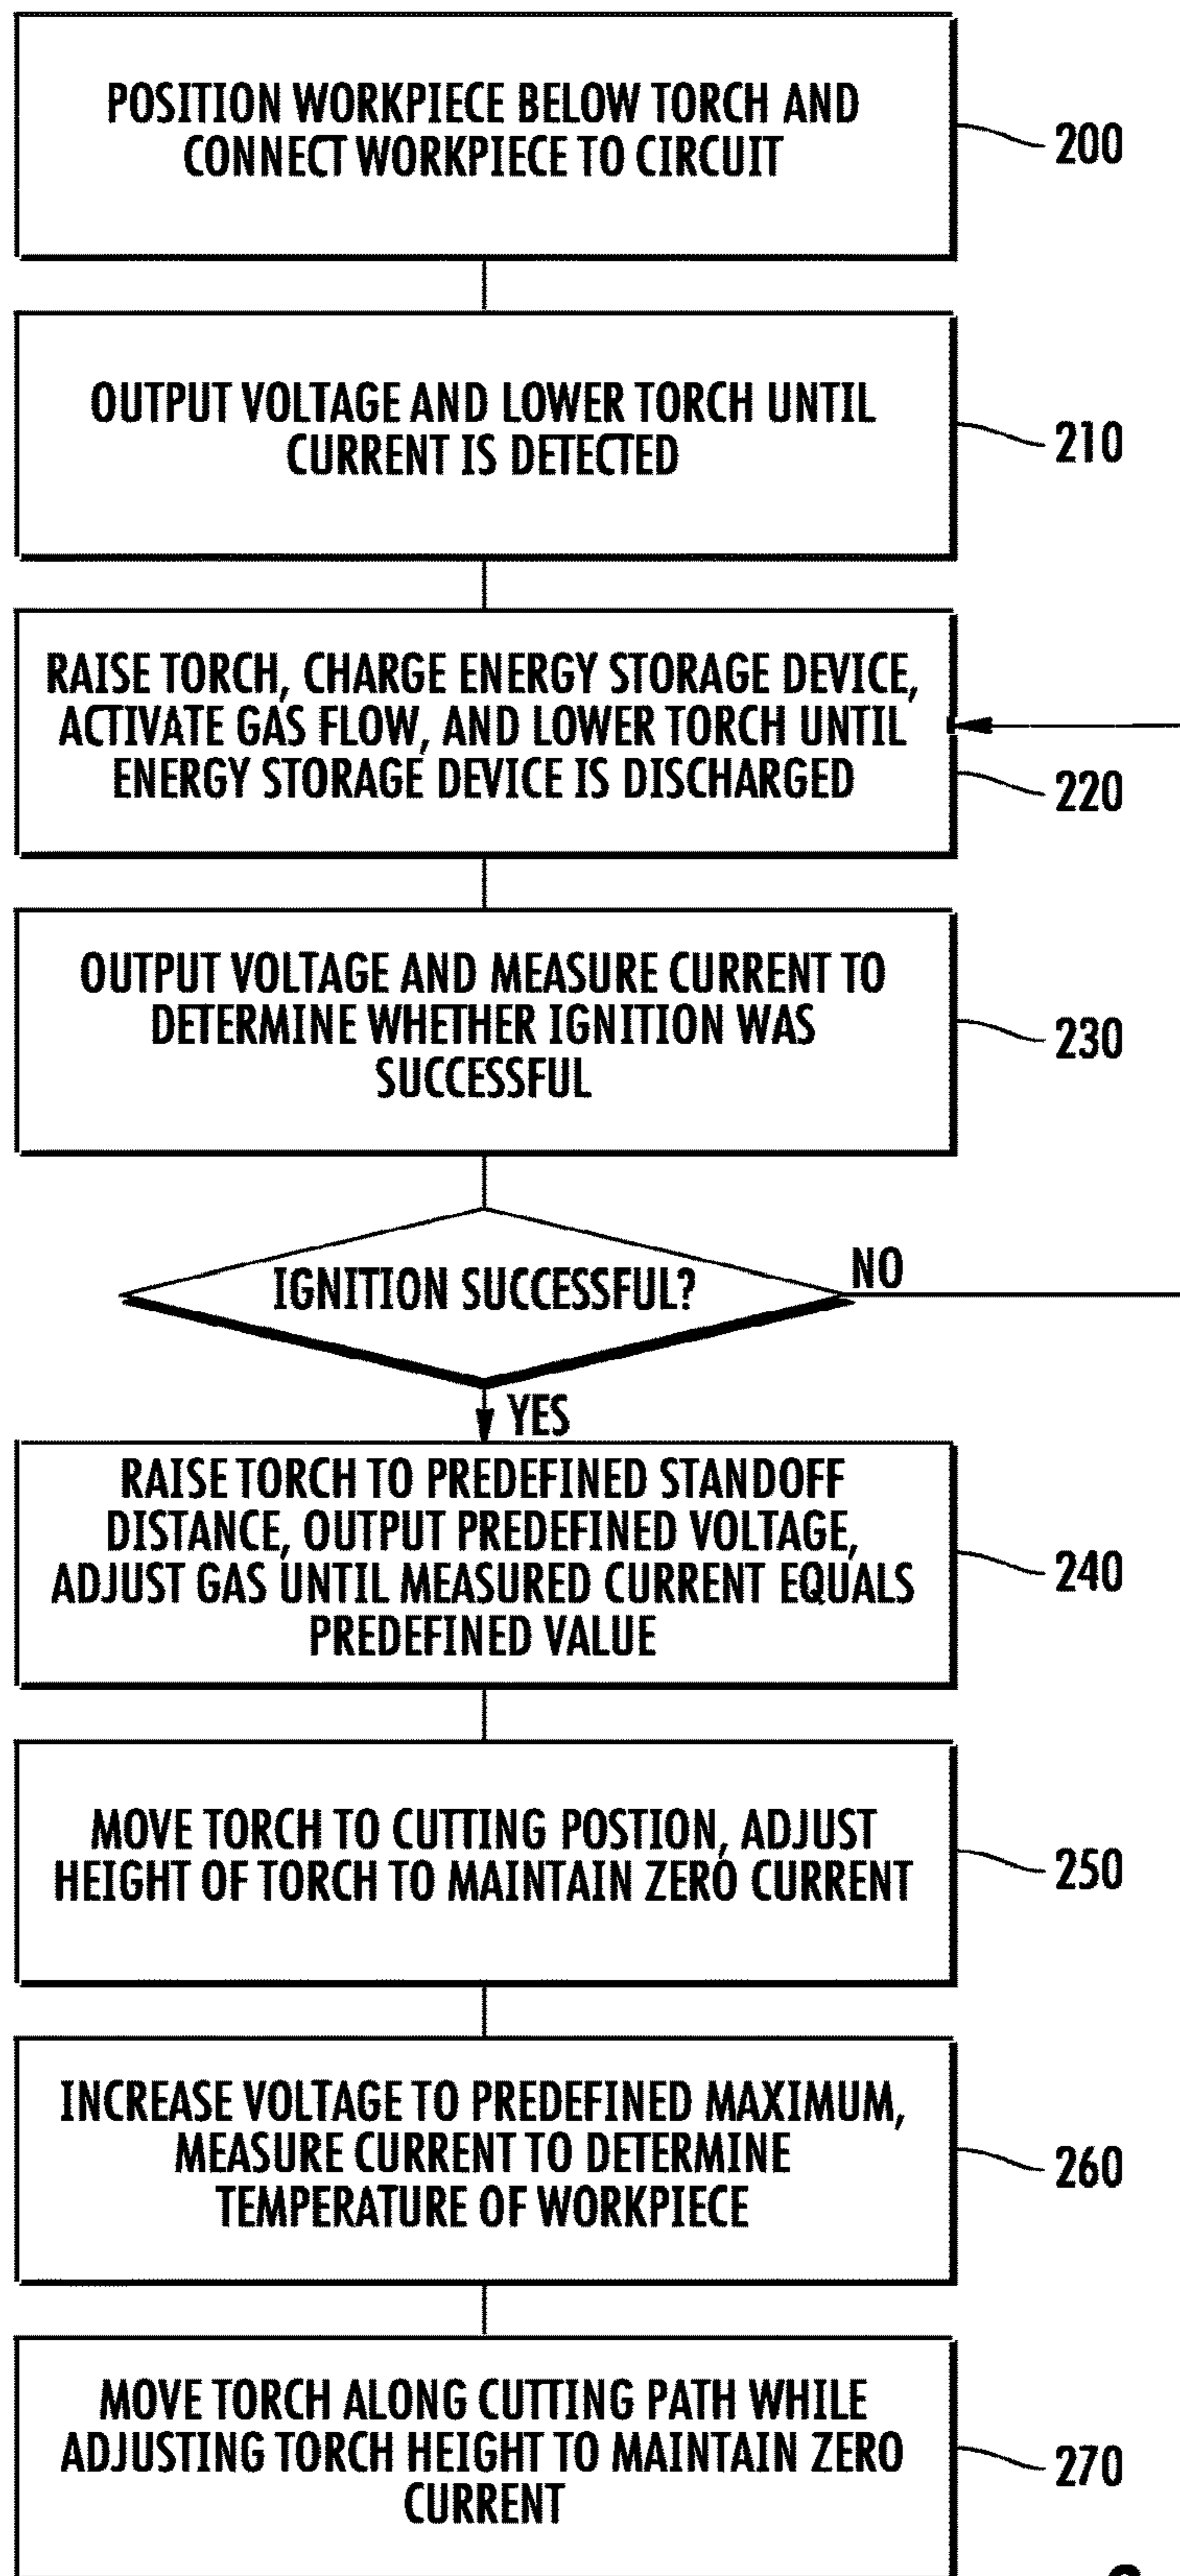 POSITION WORKPIECE BELOW TORCH AND
CONNECT WORKPIECE TO CIRCUIT
200
OUTPUT VOLTAGE AND LOWER TORCH UNTIL
CURRENT IS DETECTED
210
RAISE TORCH, CHARGE ENERGY STORAGE DEVICE,
ACTIVATE GAS FLOW, AND LOWER TORCH UNTIL
ENERGY STORAGE DEVICE IS DISCHARGED
220
OUTPUT VOLTAGE AND MEASURE CURRENT TO
DETERMINE WHETHER IGNITION WAS
SUCCESSFUL
230
IGNITION SUCCESSFUL?
NO
YES
RAISE TORCH TO PREDEFINED STANDOFF
DISTANCE, OUTPUT PREDEFINED VOLTAGE,
ADJUST GAS UNTIL MEASURED CURRENT EQUALS
PREDEFINED VALUE
240
MOVE TORCH TO CUTTING POSTION, ADJUST
HEIGHT OF TORCH TO MAINTAIN ZERO CURRENT
250
INCREASE VOLTAGE TO PREDEFINED MAXIMUM,
MEASURE CURRENT TO DETERMINE
TEMPERATURE OF WORKPIECE
260
MOVE TORCH ALONG CUTTING PATH WHILE
ADJUSTING TORCH HEIGHT TO MAINTAIN ZERO
CURRENT
270